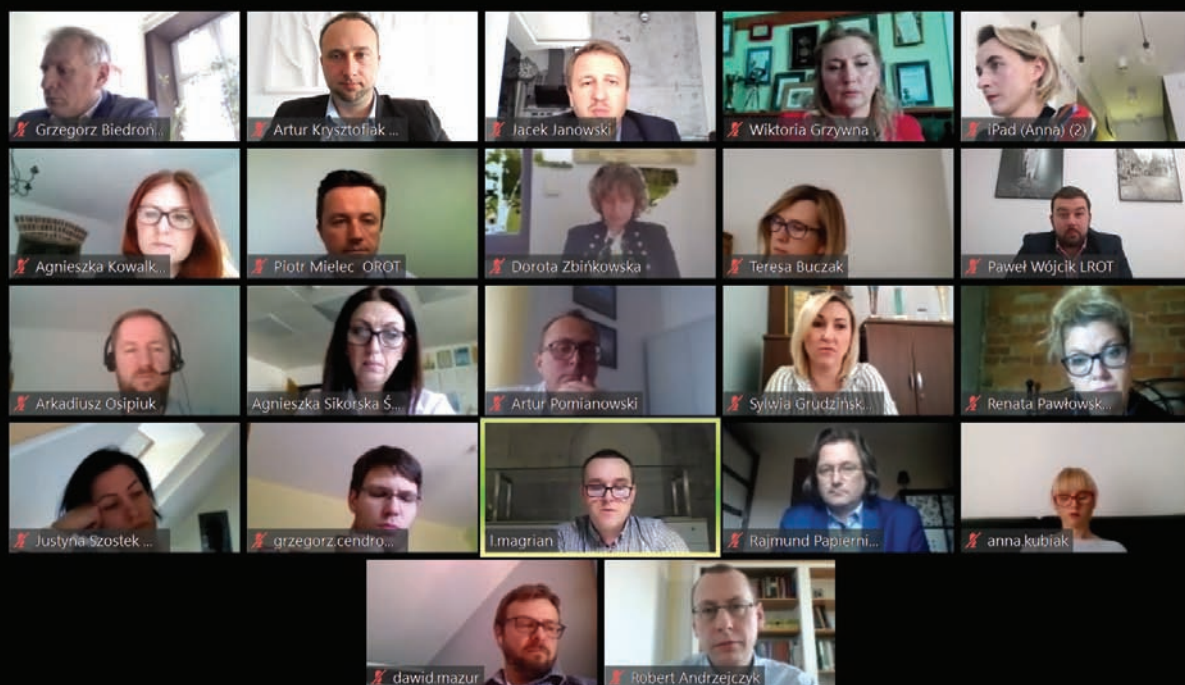 Grzegorz Biedroń...
Artur Krysztofiak ...
Jacek Janowski
Wiktoria Grzywna ...
iPad (Anna) (2)
Agnieszka Kowalk...
Piotr Mielec OROT
Dorota Zbińkowska
Teresa Buczak
Paweł Wójcik LROT
Arkadiusz Osipiuk
Agnieszka Sikorska Ś...
Artur Pomianowski
Sylwia Grudzińsk...
Renata Pawłowsk...
Justyna Szostek ...
grzegorz.cendro...
l.magrian
Rajmund Papierni...
anna.kubiak
dawid.mazur
Robert Andrzejczyk